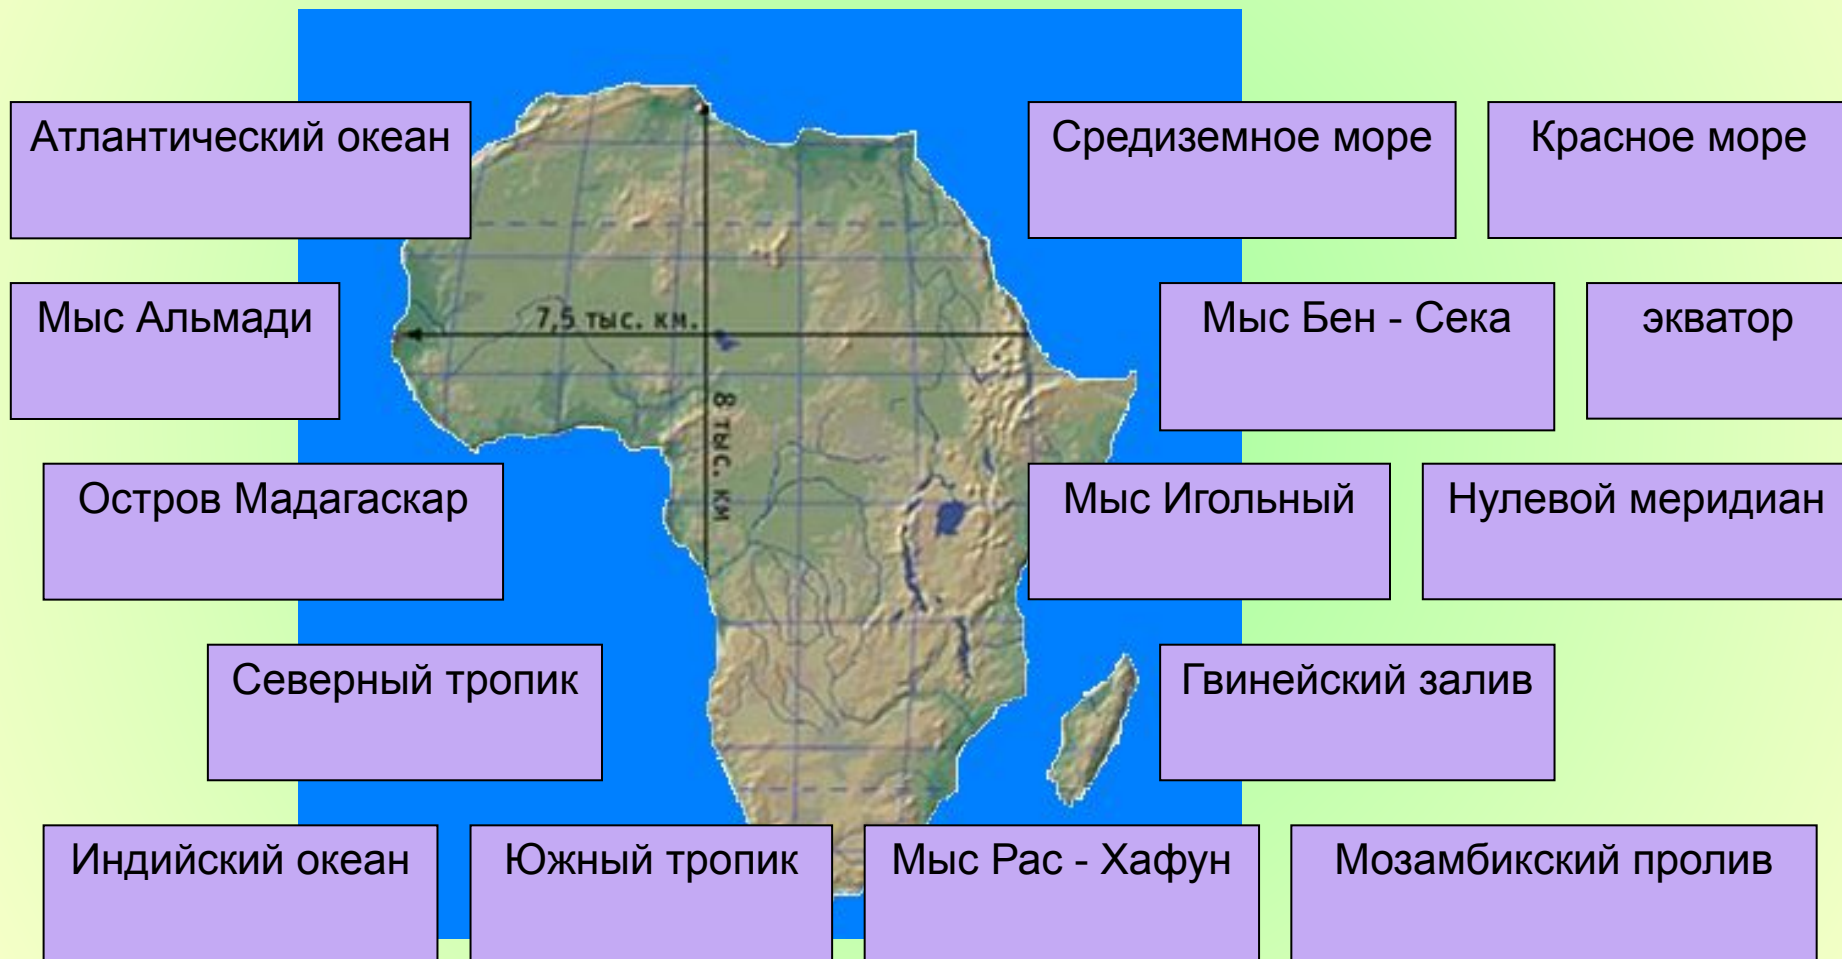 Атлантический океан
Средиземное море
Красное море
Мыс Альмади
7,5 тыс. км.
Мыс Бен - Сека
экватор
8 тыс. км
Остров Мадагаскар
Мыс Игольный
Нулевой меридиан
Северный тропик
Гвинейский залив
Индийский океан
Южный тропик
Мыс Рас - Хафун
Мозамбикский пролив